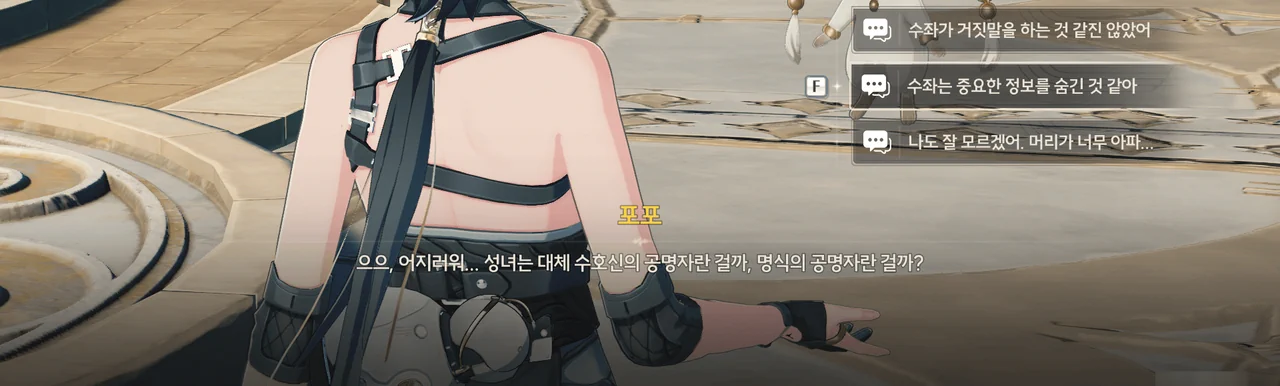 수좌가 거짓말을 하는 것 같진 않았어
F
수좌는 중요한 정보를 숨긴 것 같아
나도 잘 모르겠어. 머리가 너무 아파...
포포
으으, 어지러워... 성녀는 대체 수호신의 공명자란 걸까, 명식의 공명자란 걸까?